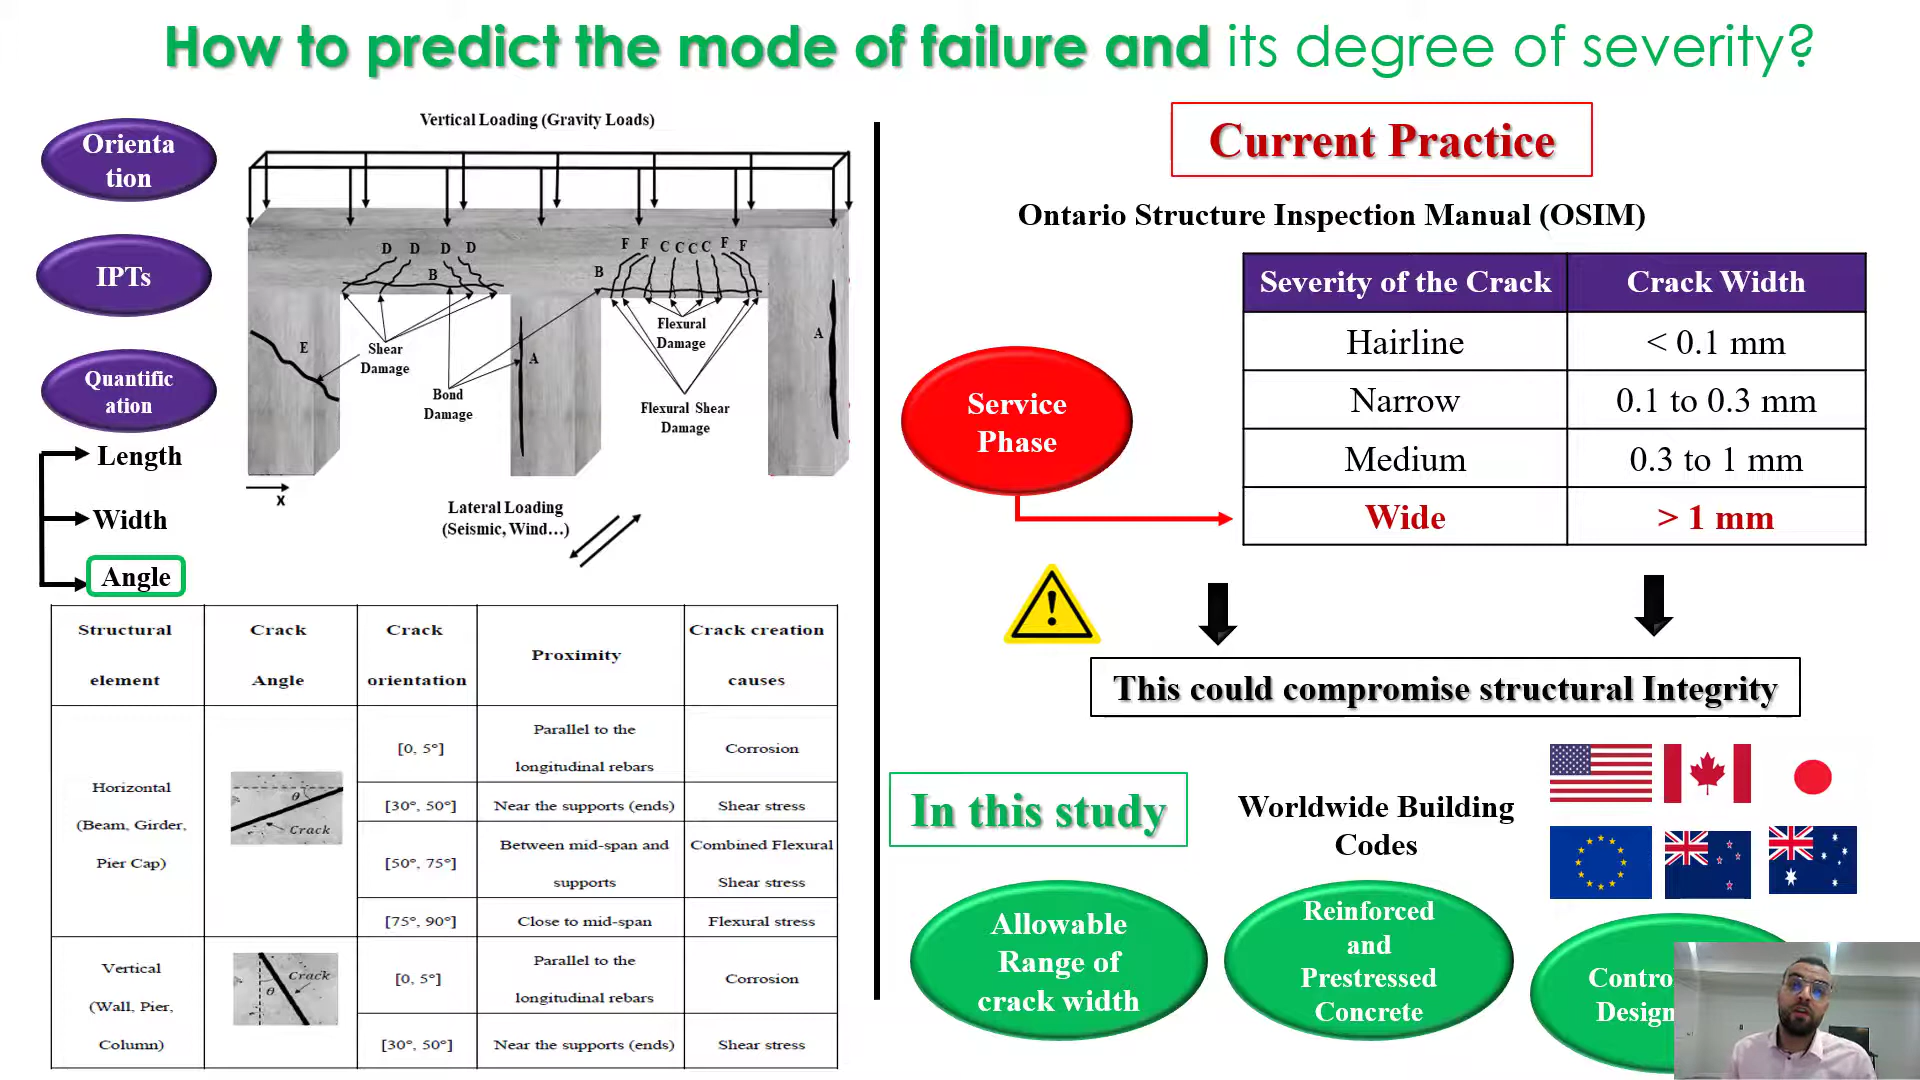 How to predict the mode of failure and its degree of severity?
Orienta
tion
IPTs
Quantific
ation
Length
Width
Angle
Vertical Loading (Gravity Loads)
D D D D
B
F F C C C C F F
B
E
A
A
Shear
Damage
Bond
Damage
Flexural
Damage
Flexural Shear
Damage
x
Lateral Loading
(Seismic, Wind...)
Structural element Crack Angle Crack orientation Proximity Crack creation causes
Horizontal
(Beam, Girder,
Pier Cap)
θ
Crack
[0, 5°] Parallel to the longitudinal rebars Corrosion
[30°, 50°] Near the supports (ends) Shear stress
[50°, 75°] Between mid-span and supports Combined Flexural Shear stress
[75°, 90°] Close to mid-span Flexural stress
Vertical
(Wall, Pier,
Column)
Crack
θ
[0, 5°] Parallel to the longitudinal rebars Corrosion
[30°, 50°] Near the supports (ends) Shear stress
Current Practice
Ontario Structure Inspection Manual (OSIM)
Severity of the Crack Crack Width
Hairline < 0.1 mm
Narrow 0.1 to 0.3 mm
Medium 0.3 to 1 mm
Wide > 1 mm
Service
Phase
!
This could compromise structural Integrity
In this study
Worldwide Building
Codes
Allowable
Range of
crack width
Reinforced
and
Prestressed
Concrete
Contro
Design